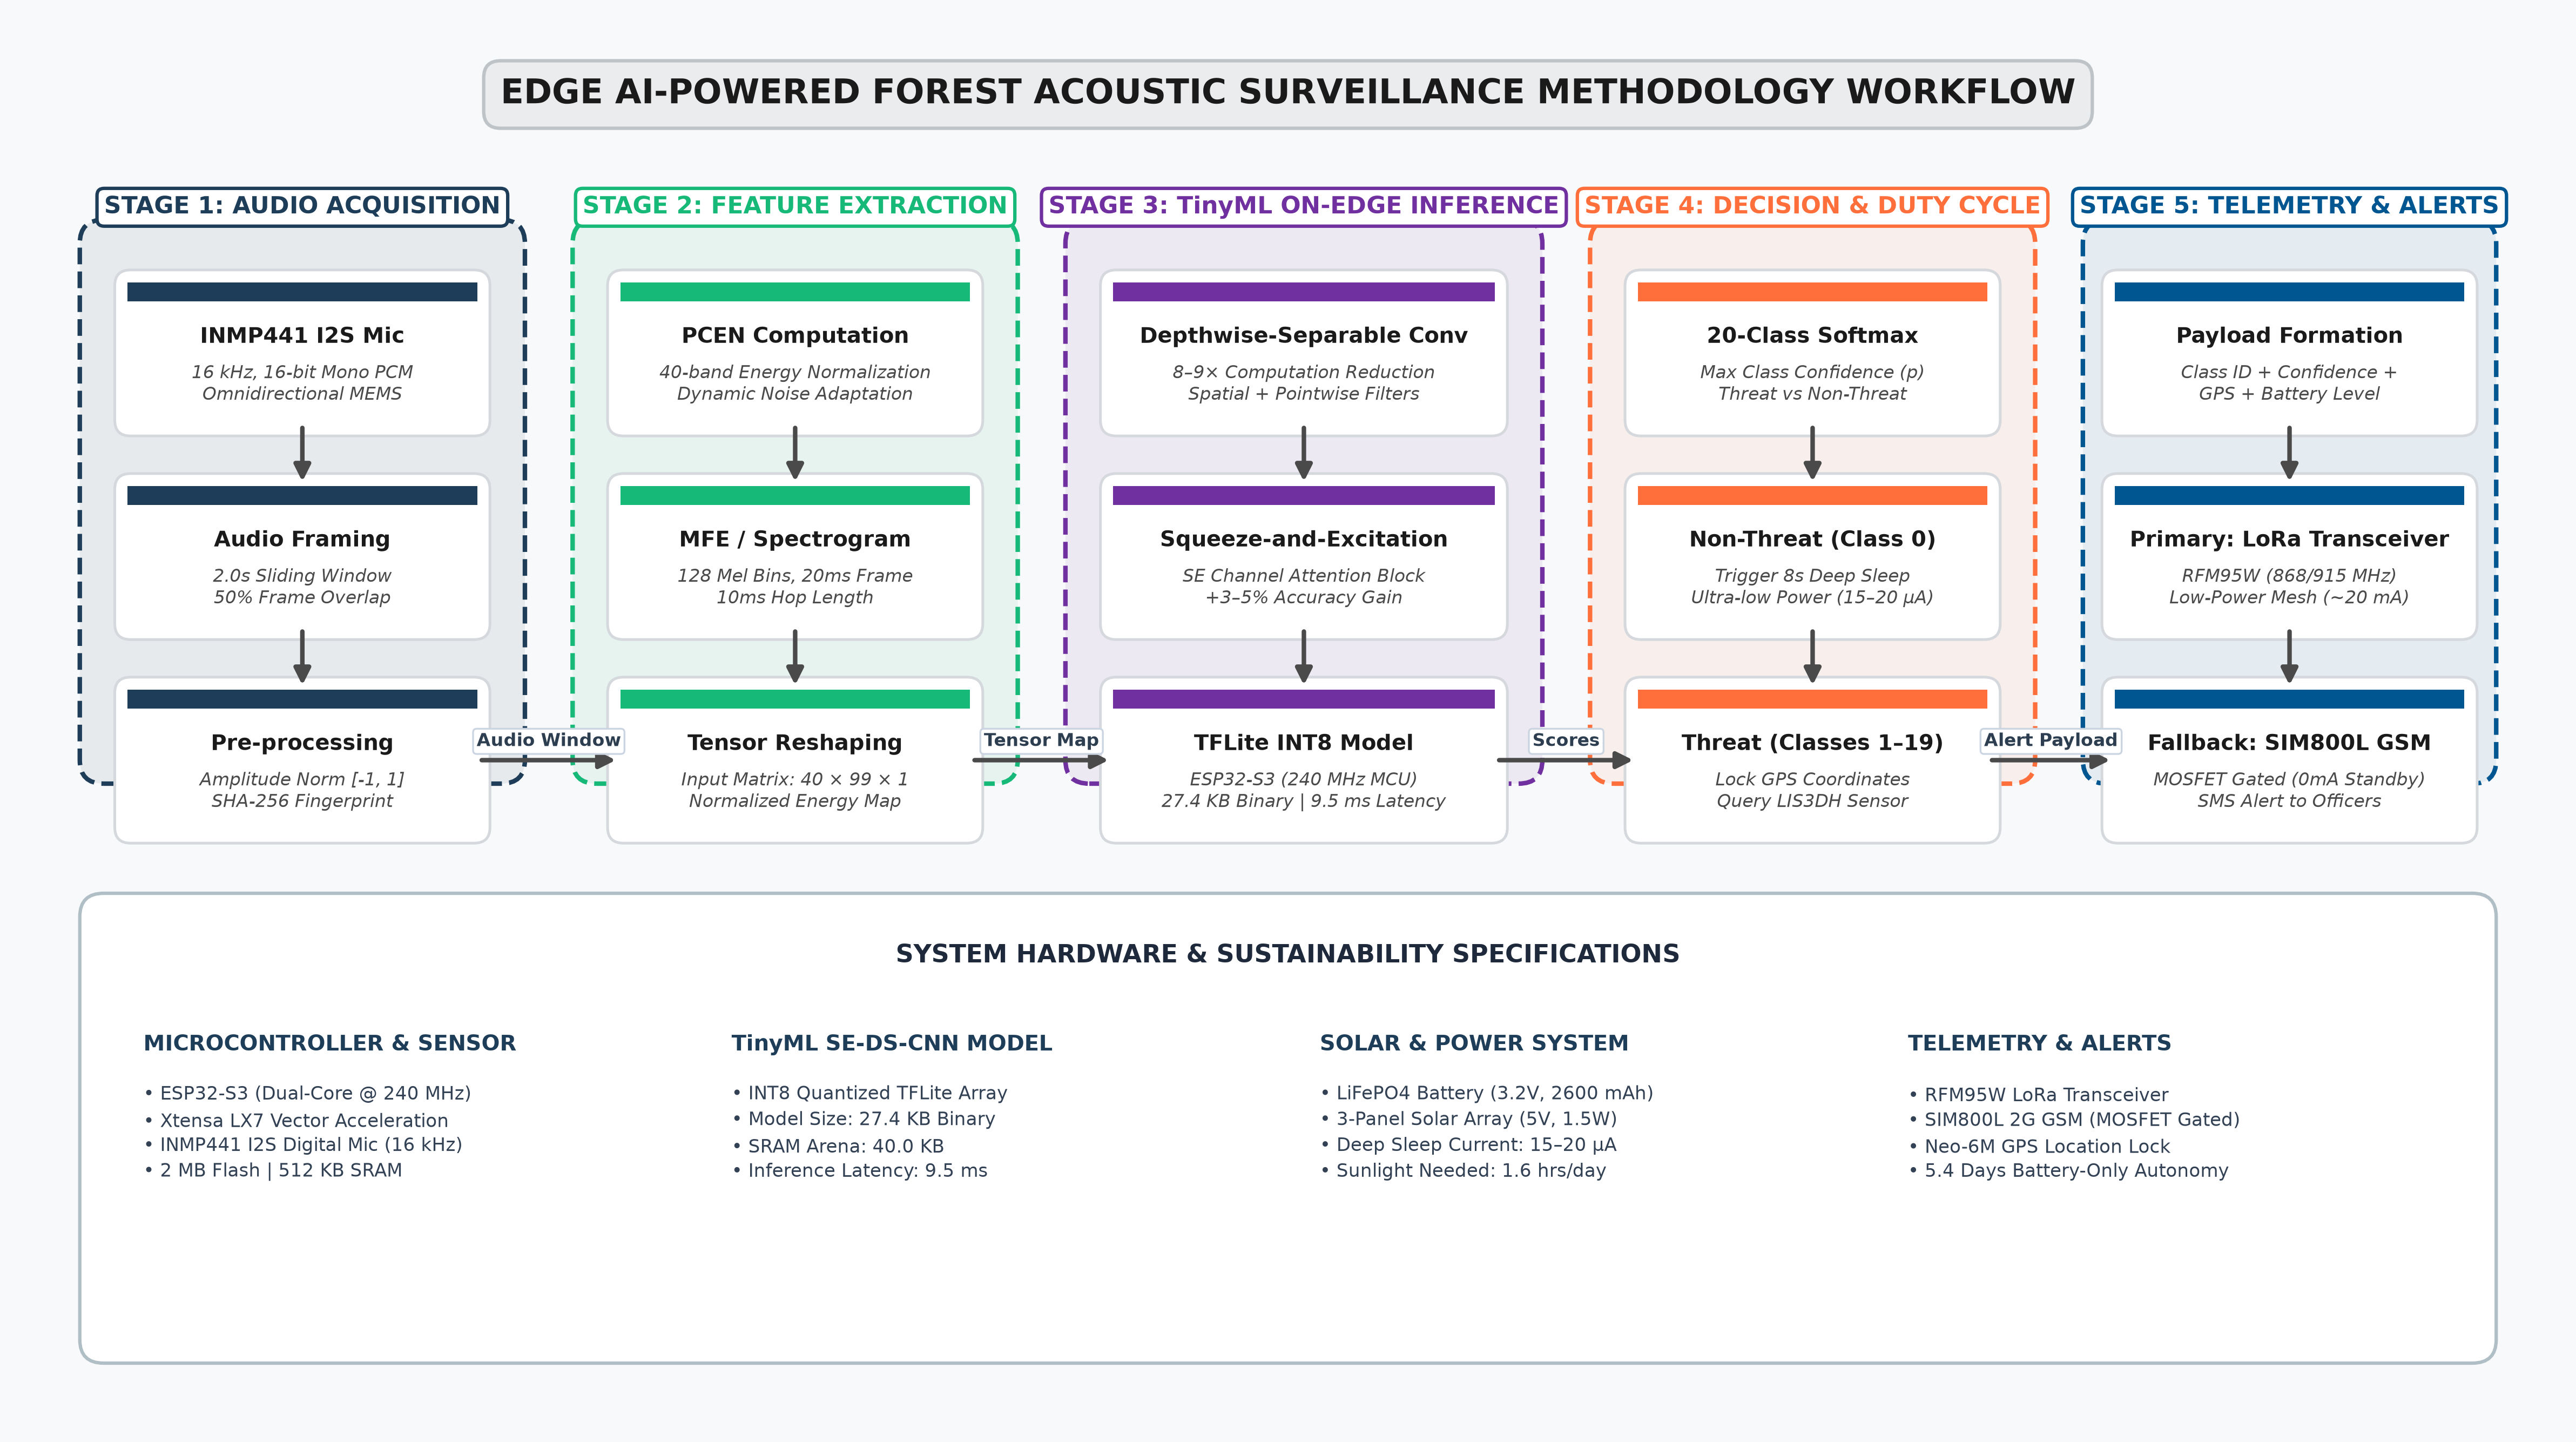 EDGE AI-POWERED FOREST ACOUSTIC SURVEILLANCE METHODOLOGY WORKFLOW
STAGE 1: AUDIO ACQUISITION
INMP441 I2S Mic
16 kHz, 16-bit Mono PCM
Omnidirectional MEMS
Audio Framing
2.0s Sliding Window
50% Frame Overlap
Pre-processing
Amplitude Norm [-1, 1]
SHA-256 Fingerprint
Audio Window
STAGE 2: FEATURE EXTRACTION
PCEN Computation
40-band Energy Normalization
Dynamic Noise Adaptation
MFE / Spectrogram
128 Mel Bins, 20ms Frame
10ms Hop Length
Tensor Reshaping
Input Matrix: 40 × 99 × 1
Normalized Energy Map
Tensor Map
STAGE 3: TinyML ON-EDGE INFERENCE
Depthwise-Separable Conv
8–9× Computation Reduction
Spatial + Pointwise Filters
Squeeze-and-Excitation
SE Channel Attention Block
+3–5% Accuracy Gain
TFLite INT8 Model
ESP32-S3 (240 MHz MCU)
27.4 KB Binary | 9.5 ms Latency
Scores
STAGE 4: DECISION & DUTY CYCLE
20-Class Softmax
Max Class Confidence (p)
Threat vs Non-Threat
Non-Threat (Class 0)
Trigger 8s Deep Sleep
Ultra-low Power (15–20 µA)
Threat (Classes 1–19)
Lock GPS Coordinates
Query LIS3DH Sensor
Alert Payload
STAGE 5: TELEMETRY & ALERTS
Payload Formation
Class ID + Confidence +
GPS + Battery Level
Primary: LoRa Transceiver
RFM95W (868/915 MHz)
Low-Power Mesh (~20 mA)
Fallback: SIM800L GSM
MOSFET Gated (0mA Standby)
SMS Alert to Officers
SYSTEM HARDWARE & SUSTAINABILITY SPECIFICATIONS
MICROCONTROLLER & SENSOR
• ESP32-S3 (Dual-Core @ 240 MHz)
• Xtensa LX7 Vector Acceleration
• INMP441 I2S Digital Mic (16 kHz)
• 2 MB Flash | 512 KB SRAM
TinyML SE-DS-CNN MODEL
• INT8 Quantized TFLite Array
• Model Size: 27.4 KB Binary
• SRAM Arena: 40.0 KB
• Inference Latency: 9.5 ms
SOLAR & POWER SYSTEM
• LiFePO4 Battery (3.2V, 2600 mAh)
• 3-Panel Solar Array (5V, 1.5W)
• Deep Sleep Current: 15–20 µA
• Sunlight Needed: 1.6 hrs/day
TELEMETRY & ALERTS
• RFM95W LoRa Transceiver
• SIM800L 2G GSM (MOSFET Gated)
• Neo-6M GPS Location Lock
• 5.4 Days Battery-Only Autonomy